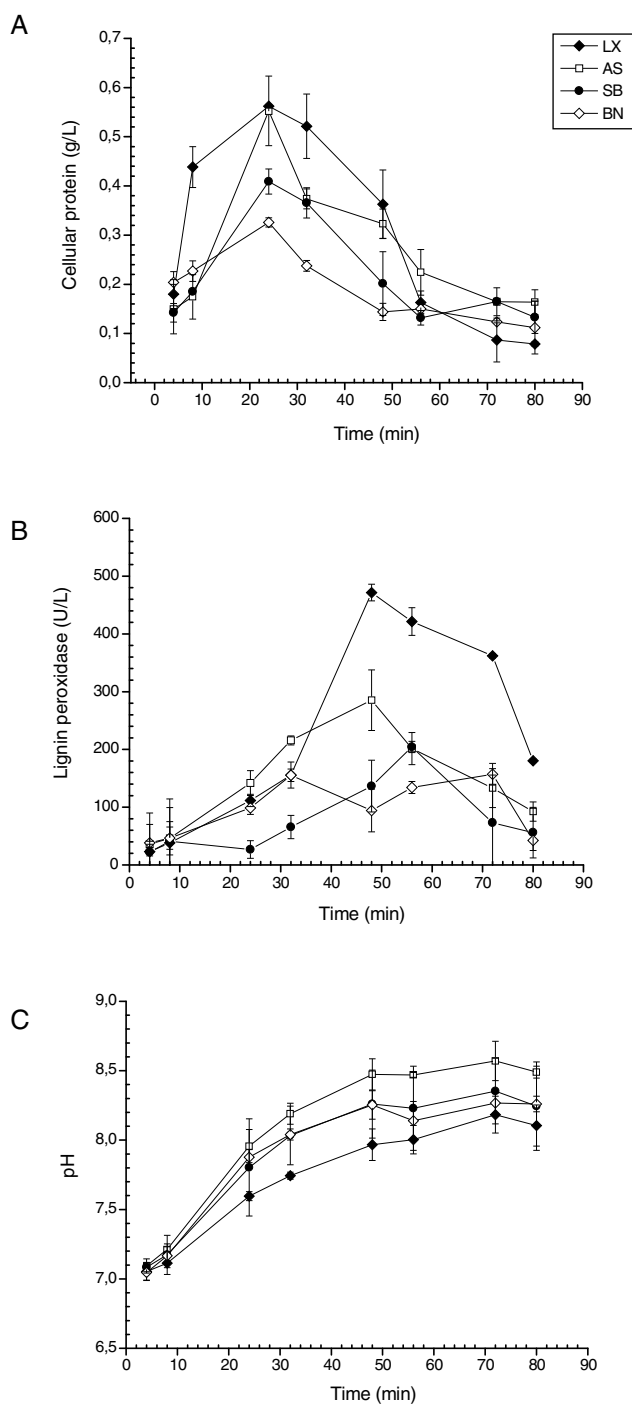 A
0,7
0,6
0,5
0,4
0,3
0,2
0,1
0,0
Cellular protein (g/L)
0 10 20 30 40 50 60 70 80 90
Time (min)
LX
AS
SB
BN
B
600
500
400
300
200
100
0
Lignin peroxidase (U/L)
0 10 20 30 40 50 60 70 80 90
Time (min)
C
9,0
8,5
8,0
7,5
7,0
6,5
pH
0 10 20 30 40 50 60 70 80 90
Time (min)